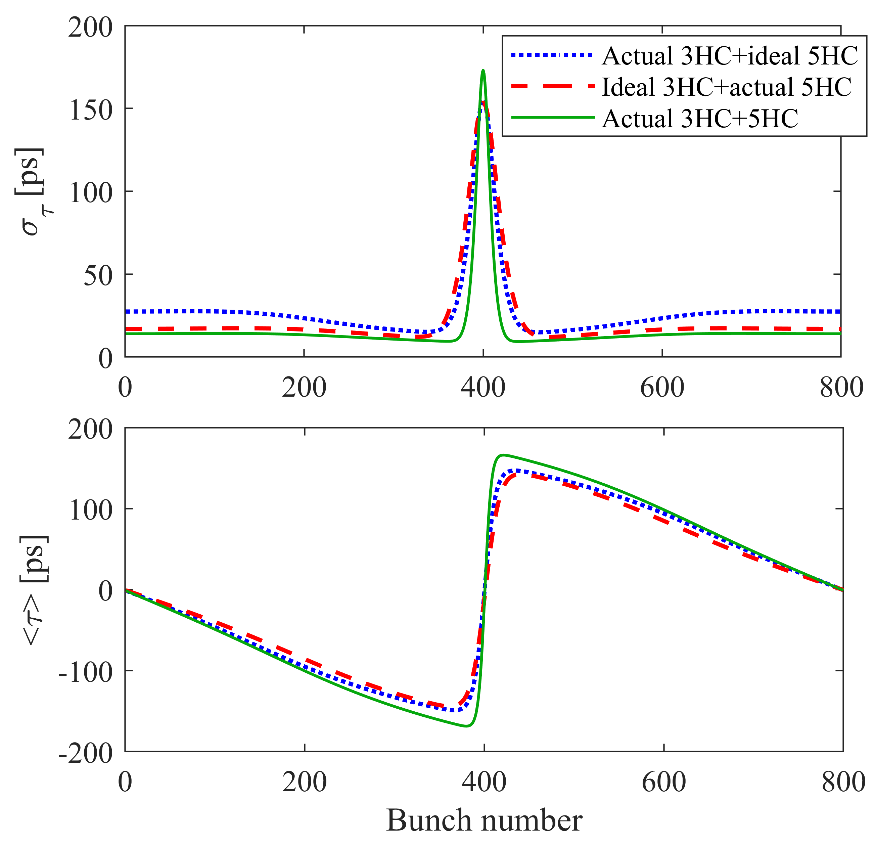 200
150
100
50
0
σ_τ [ps]
Actual 3HC+ideal 5HC
Ideal 3HC+actual 5HC
Actual 3HC+5HC
0 200 400 600 800
200
100
0
-100
-200
<τ> [ps]
0 200 400 600 800
Bunch number